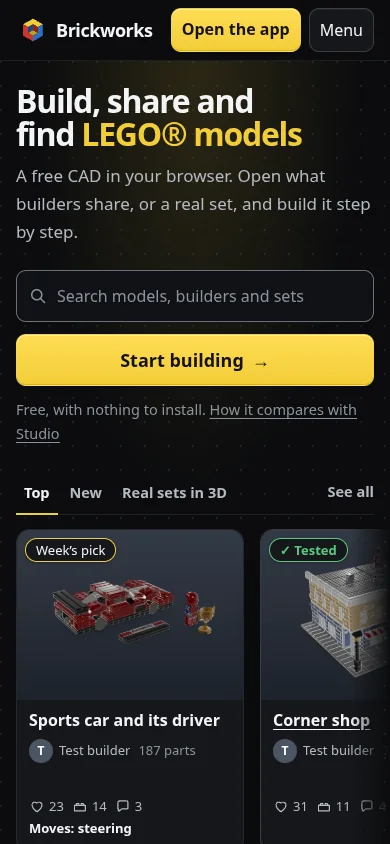 Brickworks
Open the app
Menu
Build, share and
find LEGO® models
A free CAD in your browser. Open what
builders share, or a real set, and build it step
by step.
Search models, builders and sets
Start building →
Free, with nothing to install. How it compares with
Studio
Top
New
Real sets in 3D
See all
Week's pick
Sports car and its driver
T
Test builder 187 parts
23 14 3
Moves: steering
✓ Tested
Corner shop
T
Test builder
31 11 4